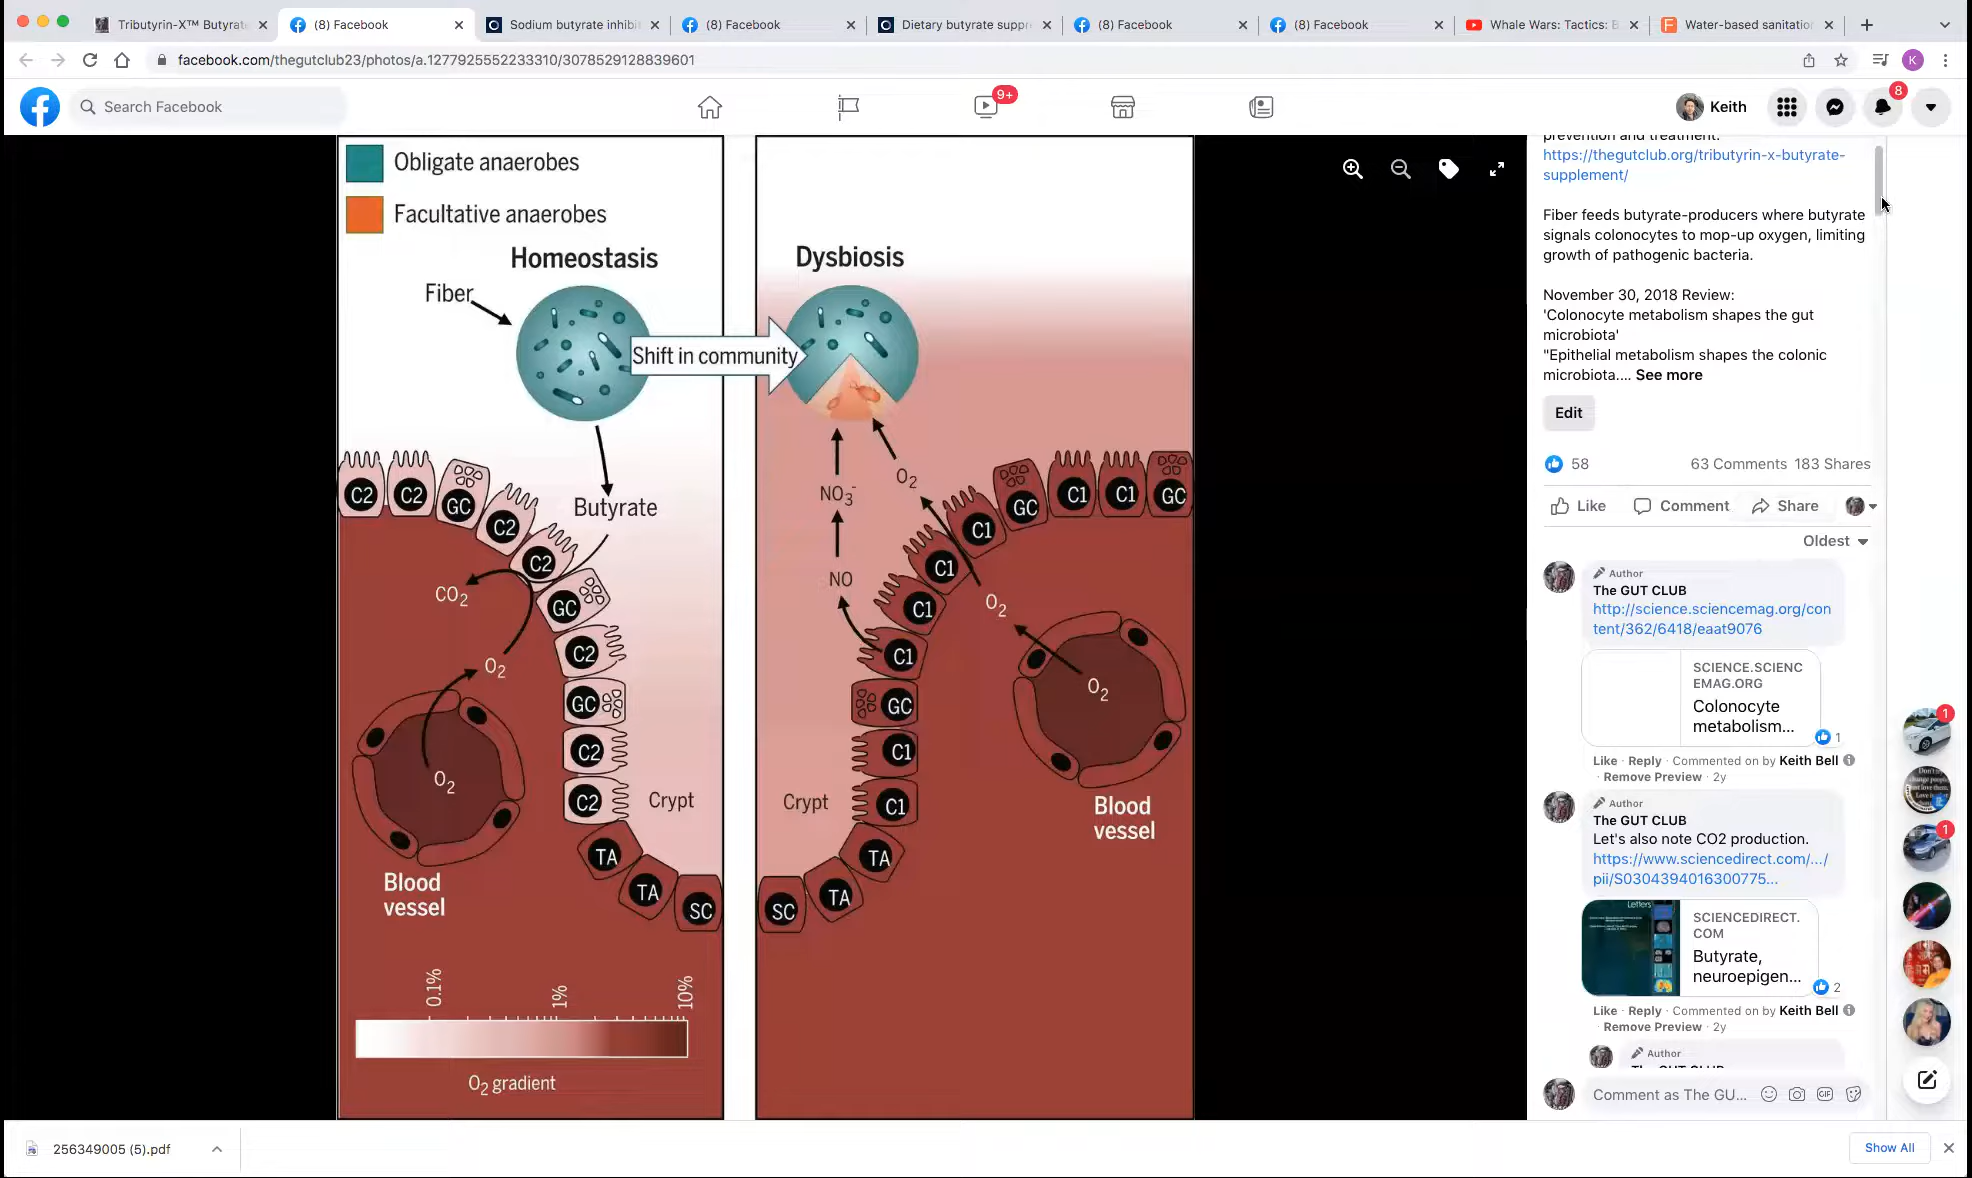 Tributyrin-X™ Butyrate
(8) Facebook
Sodium butyrate inhibi
(8) Facebook
Dietary butyrate suppr
(8) Facebook
(8) Facebook
Whale Wars: Tactics: B
Water-based sanitatio
facebook.com/thegutclub23/photos/a.1277925552233310/3078529128839601
K
Search Facebook
9+
Keith
8
Obligate anaerobes
Facultative anaerobes
Homeostasis
Fiber
Shift in community
Butyrate
C2
C2
GC
C2
C2
GC
C2
GC
C2
C2
TA
TA
SC
CO2
O2
O2
Crypt
Blood
vessel
0.1%
1%
10%
O2 gradient
Dysbiosis
NO3-
O2
NO
O2
O2
GC
C1
C1
GC
C1
C1
C1
C1
GC
C1
C1
TA
TA
SC
Crypt
Blood
vessel
prevention and treatment.
https://thegutclub.org/tributyrin-x-butyrate-
supplement/
Fiber feeds butyrate-producers where butyrate
signals colonocytes to mop-up oxygen, limiting
growth of pathogenic bacteria.
November 30, 2018 Review:
'Colonocyte metabolism shapes the gut
microbiota'
"Epithelial metabolism shapes the colonic
microbiota.... See more
Edit
58
63 Comments 183 Shares
Like
Comment
Share
Oldest
Author
The GUT CLUB
http://science.sciencemag.org/con
tent/362/6418/eaat9076
SCIENCE.SCIENC
EMAG.ORG
Colonocyte
metabolism...
1
Like · Reply · Commented on by Keith Bell
· Remove Preview · 2y
Author
The GUT CLUB
Let's also note CO2 production.
https://www.sciencedirect.com/.../
pii/S0304394016300775...
Letters
SCIENCEDIRECT.
COM
Butyrate,
neuroepigen...
2
Like · Reply · Commented on by Keith Bell
· Remove Preview · 2y
Author
Comment as The GU...
GIF
1
1
256349005 (5).pdf
Show All